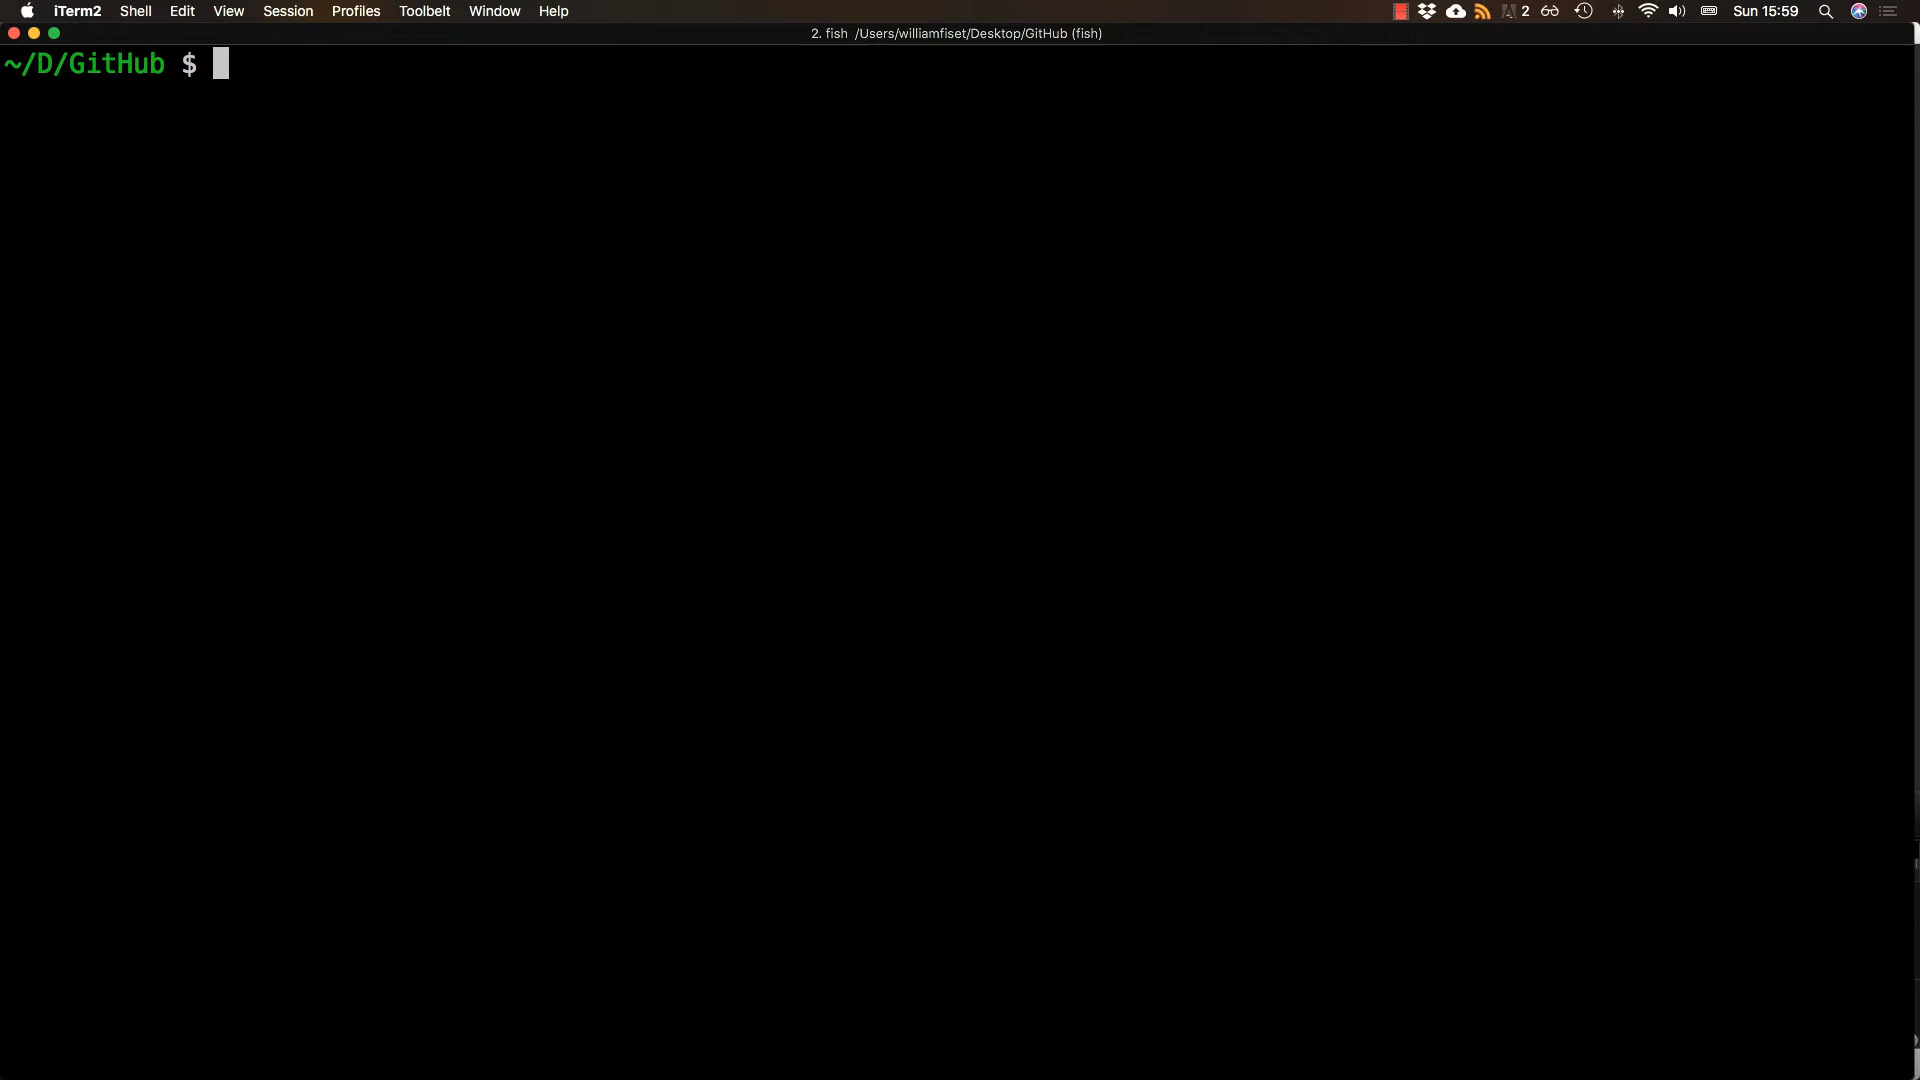 iTerm2 Shell Edit View Session Profiles Toolbelt Window Help 2 Sun 15:59
2. fish /Users/williamfiset/Desktop/GitHub (fish)
~/D/GitHub $